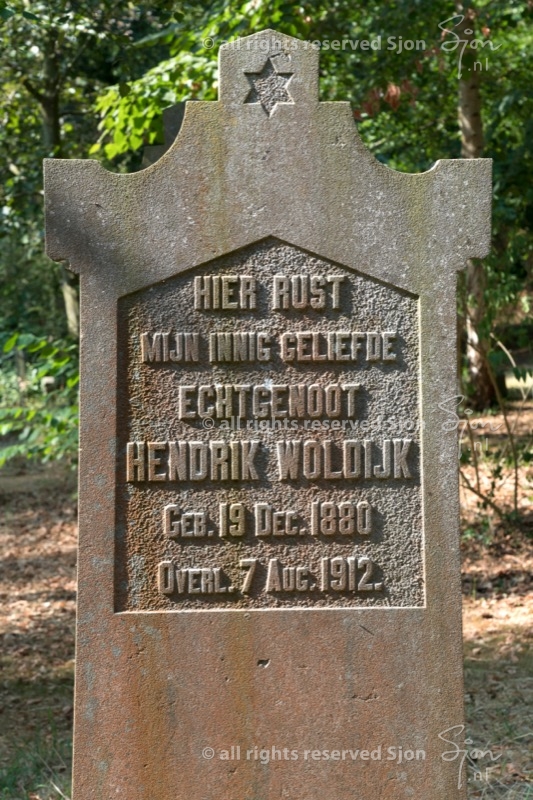 © all rights reserved Sjon
Sjon
.nl
HIER RUST
MIJN INNIG GELIEFDE
ECHTGENOOT
© all rights reserved Sjon
HENDRIK WOLDIJK
GEB. 19 DEC. 1880
OVERL. 7 AUG. 1912.
© all rights reserved Sjon
Sjon
.nl